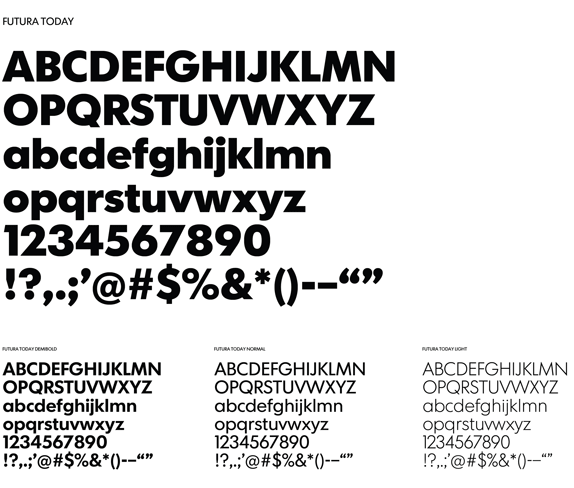 FUTURA TODAY
ABCDEFGHIJKLMN
OPQRSTUVWXYZ
abcdefghijklmn
opqrstuvwxyz
1234567890
!?,.;’@#$%&*()-–“”
FUTURA TODAY DEMIBOLD
ABCDEFGHIJKLMN
OPQRSTUVWXYZ
abcdefghijklmn
opqrstuvwxyz
1234567890
!?,.;’@#$%&*()-–“”
FUTURA TODAY NORMAL
ABCDEFGHIJKLMN
OPQRSTUVWXYZ
abcdefghijklmn
opqrstuvwxyz
1234567890
!?,.;’@#$%&*()-–“”
FUTURA TODAY LIGHT
ABCDEFGHIJKLMN
OPQRSTUVWXYZ
abcdefghijklmn
opqrstuvwxyz
1234567890
!?,.;’@#$%&*()-–“”